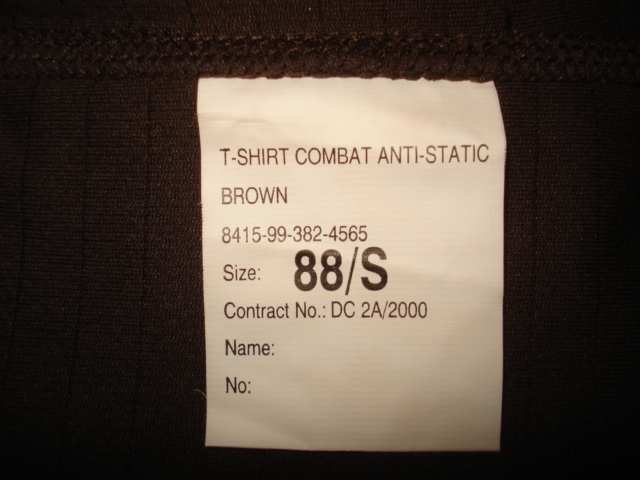 T-SHIRT COMBAT ANTI-STATIC
BROWN
8415-99-382-4565
Size: 88/S
Contract No.: DC 2A/2000
Name:
No: